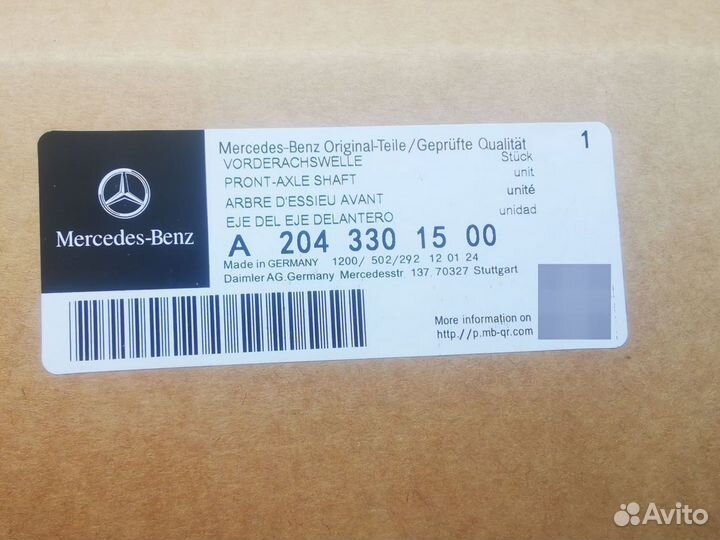 Mercedes-Benz
Mercedes-Benz Original-Teile/Geprüfte Qualität 1
VORDERACHSWELLE Stück
PRONT-AXLE SHAFT unit
ARBRE D'ESSIEU AVANT unité
EJE DEL EJE DELANTERO unidad
A 204 330 15 00
Made in GERMANY 1200/ 502/292 12 01 24
Daimler AG.Germany Mercedesstr 137 70327 Stuttgart
More information on
http://p.mb-qr.com
Avito